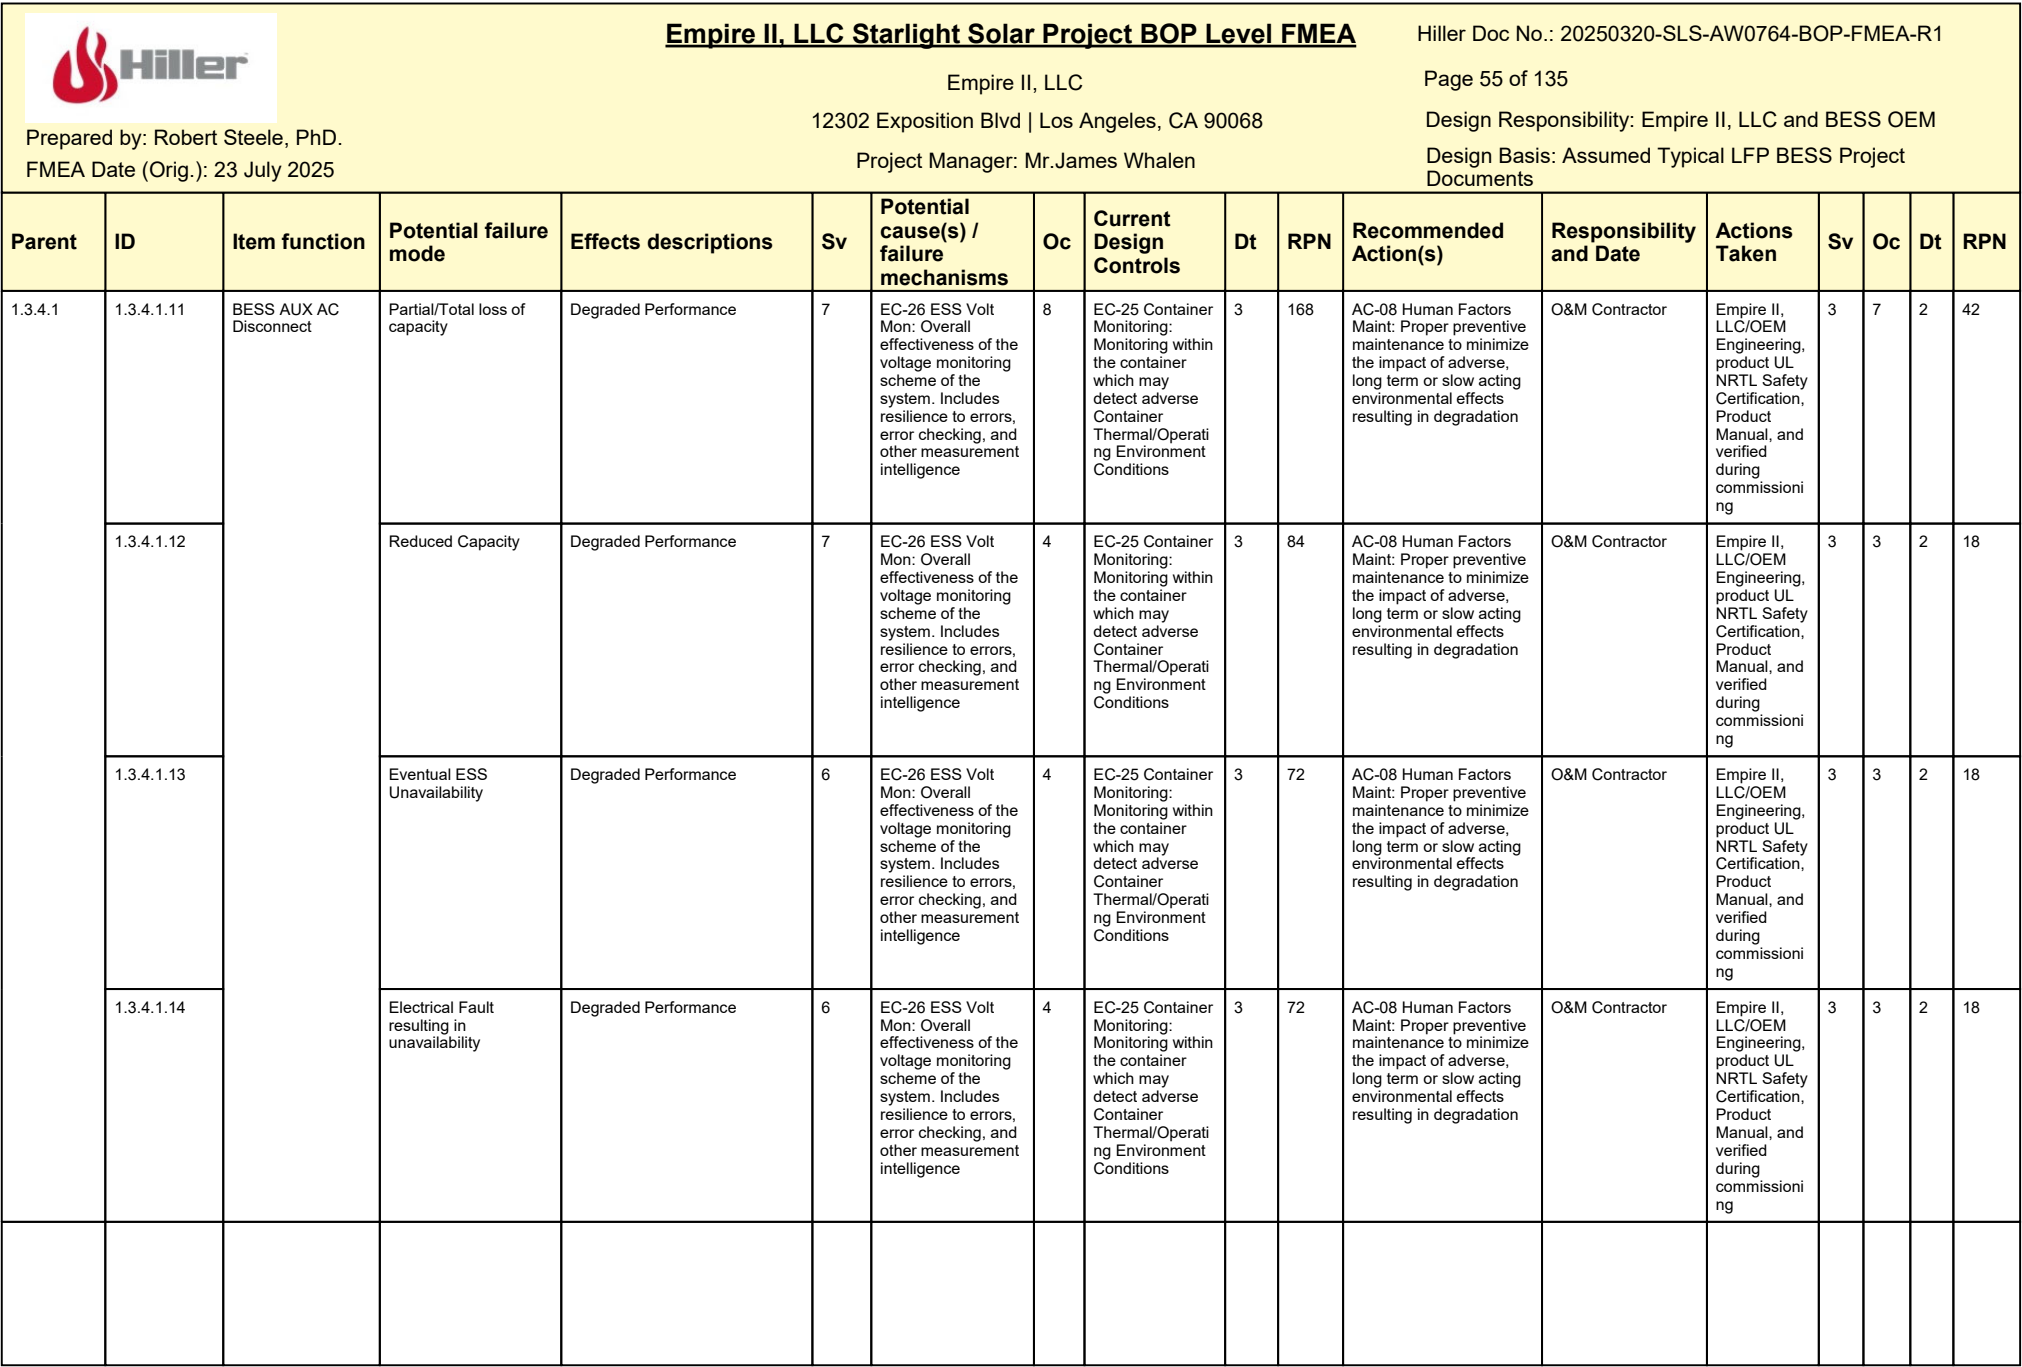 Hiller
Prepared by: Robert Steele, PhD.
FMEA Date (Orig.): 23 July 2025
Empire II, LLC Starlight Solar Project BOP Level FMEA
Empire II, LLC
12302 Exposition Blvd | Los Angeles, CA 90068
Project Manager: Mr.James Whalen
Hiller Doc No.: 20250320-SLS-AW0764-BOP-FMEA-R1
Page 55 of 135
Design Responsibility: Empire II, LLC and BESS OEM
Design Basis: Assumed Typical LFP BESS Project
Documents
Parent
ID
Item function
Potential failure
mode
Effects descriptions
Sv
Potential
cause(s) /
failure
mechanisms
Oc
Current
Design
Controls
Dt
RPN
Recommended
Action(s)
Responsibility
and Date
Actions
Taken
Sv
Oc
Dt
RPN
1.3.4.1
1.3.4.1.11
BESS AUX AC
Disconnect
Partial/Total loss of
capacity
Degraded Performance
7
EC-26 ESS Volt
Mon: Overall
effectiveness of the
voltage monitoring
scheme of the
system. Includes
resilience to errors,
error checking, and
other measurement
intelligence
8
EC-25 Container
Monitoring:
Monitoring within
the container
which may
detect adverse
Container
Thermal/Operati
ng Environment
Conditions
3
168
AC-08 Human Factors
Maint: Proper preventive
maintenance to minimize
the impact of adverse,
long term or slow acting
environmental effects
resulting in degradation
O&M Contractor
Empire II,
LLC/OEM
Engineering,
product UL
NRTL Safety
Certification,
Product
Manual, and
verified
during
commissioni
ng
3
7
2
42
1.3.4.1.12
Reduced Capacity
Degraded Performance
7
EC-26 ESS Volt
Mon: Overall
effectiveness of the
voltage monitoring
scheme of the
system. Includes
resilience to errors,
error checking, and
other measurement
intelligence
4
EC-25 Container
Monitoring:
Monitoring within
the container
which may
detect adverse
Container
Thermal/Operati
ng Environment
Conditions
3
84
AC-08 Human Factors
Maint: Proper preventive
maintenance to minimize
the impact of adverse,
long term or slow acting
environmental effects
resulting in degradation
O&M Contractor
Empire II,
LLC/OEM
Engineering,
product UL
NRTL Safety
Certification,
Product
Manual, and
verified
during
commissioni
ng
3
3
2
18
1.3.4.1.13
Eventual ESS
Unavailability
Degraded Performance
6
EC-26 ESS Volt
Mon: Overall
effectiveness of the
voltage monitoring
scheme of the
system. Includes
resilience to errors,
error checking, and
other measurement
intelligence
4
EC-25 Container
Monitoring:
Monitoring within
the container
which may
detect adverse
Container
Thermal/Operati
ng Environment
Conditions
3
72
AC-08 Human Factors
Maint: Proper preventive
maintenance to minimize
the impact of adverse,
long term or slow acting
environmental effects
resulting in degradation
O&M Contractor
Empire II,
LLC/OEM
Engineering,
product UL
NRTL Safety
Certification,
Product
Manual, and
verified
during
commissioni
ng
3
3
2
18
1.3.4.1.14
Electrical Fault
resulting in
unavailability
Degraded Performance
6
EC-26 ESS Volt
Mon: Overall
effectiveness of the
voltage monitoring
scheme of the
system. Includes
resilience to errors,
error checking, and
other measurement
intelligence
4
EC-25 Container
Monitoring:
Monitoring within
the container
which may
detect adverse
Container
Thermal/Operati
ng Environment
Conditions
3
72
AC-08 Human Factors
Maint: Proper preventive
maintenance to minimize
the impact of adverse,
long term or slow acting
environmental effects
resulting in degradation
O&M Contractor
Empire II,
LLC/OEM
Engineering,
product UL
NRTL Safety
Certification,
Product
Manual, and
verified
during
commissioni
ng
3
3
2
18